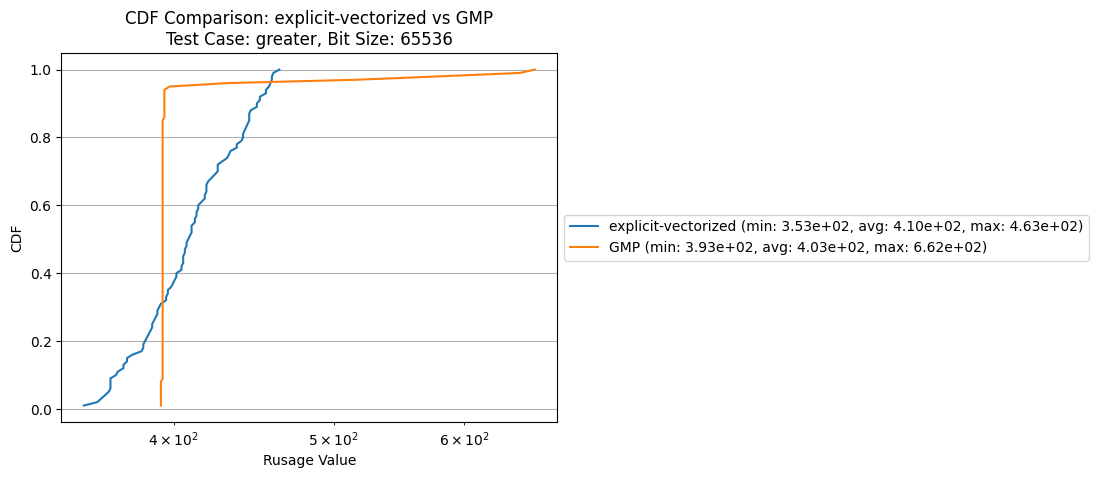 CDF Comparison: explicit-vectorized vs GMP
Test Case: greater, Bit Size: 65536
CDF
1.0
0.8
0.6
0.4
0.2
0.0
4 × 10²
5 × 10²
6 × 10²
Rusage Value
explicit-vectorized (min: 3.53e+02, avg: 4.10e+02, max: 4.63e+02)
GMP (min: 3.93e+02, avg: 4.03e+02, max: 6.62e+02)